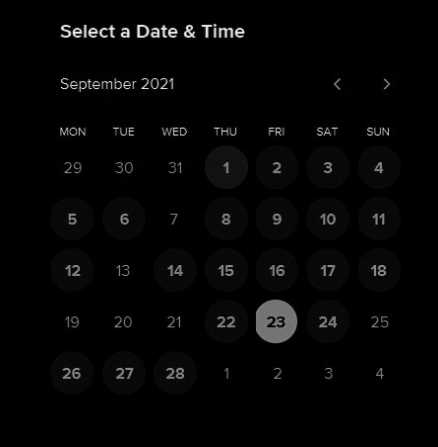 Select a Date & Time
September 2021
MON TUE WED THU FRI SAT SUN
29 30 31 1 2 3 4
5 6 7 8 9 10 11
12 13 14 15 16 17 18
19 20 21 22 23 24 25
26 27 28 1 2 3 4